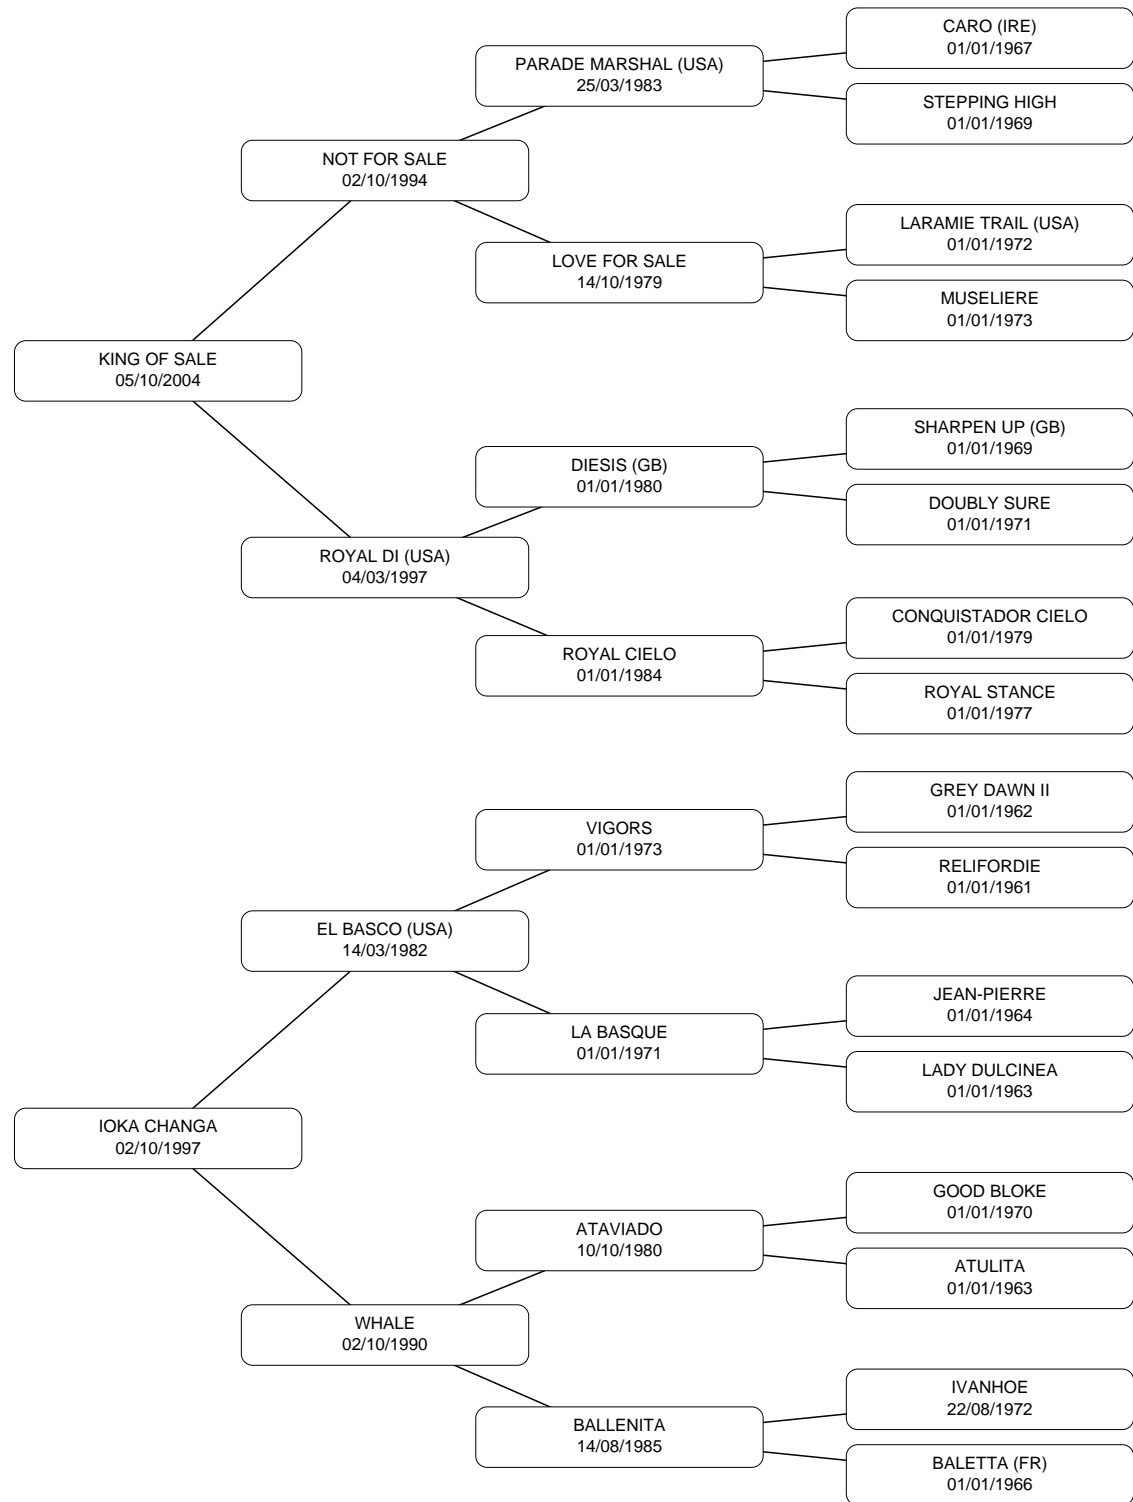 CARO (IRE)
01/01/1967
PARADE MARSHAL (USA)
25/03/1983
STEPPING HIGH
01/01/1969
NOT FOR SALE
02/10/1994
LARAMIE TRAIL (USA)
01/01/1972
LOVE FOR SALE
14/10/1979
MUSELIERE
01/01/1973
KING OF SALE
05/10/2004
SHARPEN UP (GB)
01/01/1969
DIESIS (GB)
01/01/1980
DOUBLY SURE
01/01/1971
ROYAL DI (USA)
04/03/1997
CONQUISTADOR CIELO
01/01/1979
ROYAL CIELO
01/01/1984
ROYAL STANCE
01/01/1977
GREY DAWN II
01/01/1962
VIGORS
01/01/1973
RELIFORDIE
01/01/1961
EL BASCO (USA)
14/03/1982
JEAN-PIERRE
01/01/1964
LA BASQUE
01/01/1971
LADY DULCINEA
01/01/1963
IOKA CHANGA
02/10/1997
GOOD BLOKE
01/01/1970
ATAVIADO
10/10/1980
ATULITA
01/01/1963
WHALE
02/10/1990
IVANHOE
22/08/1972
BALLENITA
14/08/1985
BALETTA (FR)
01/01/1966